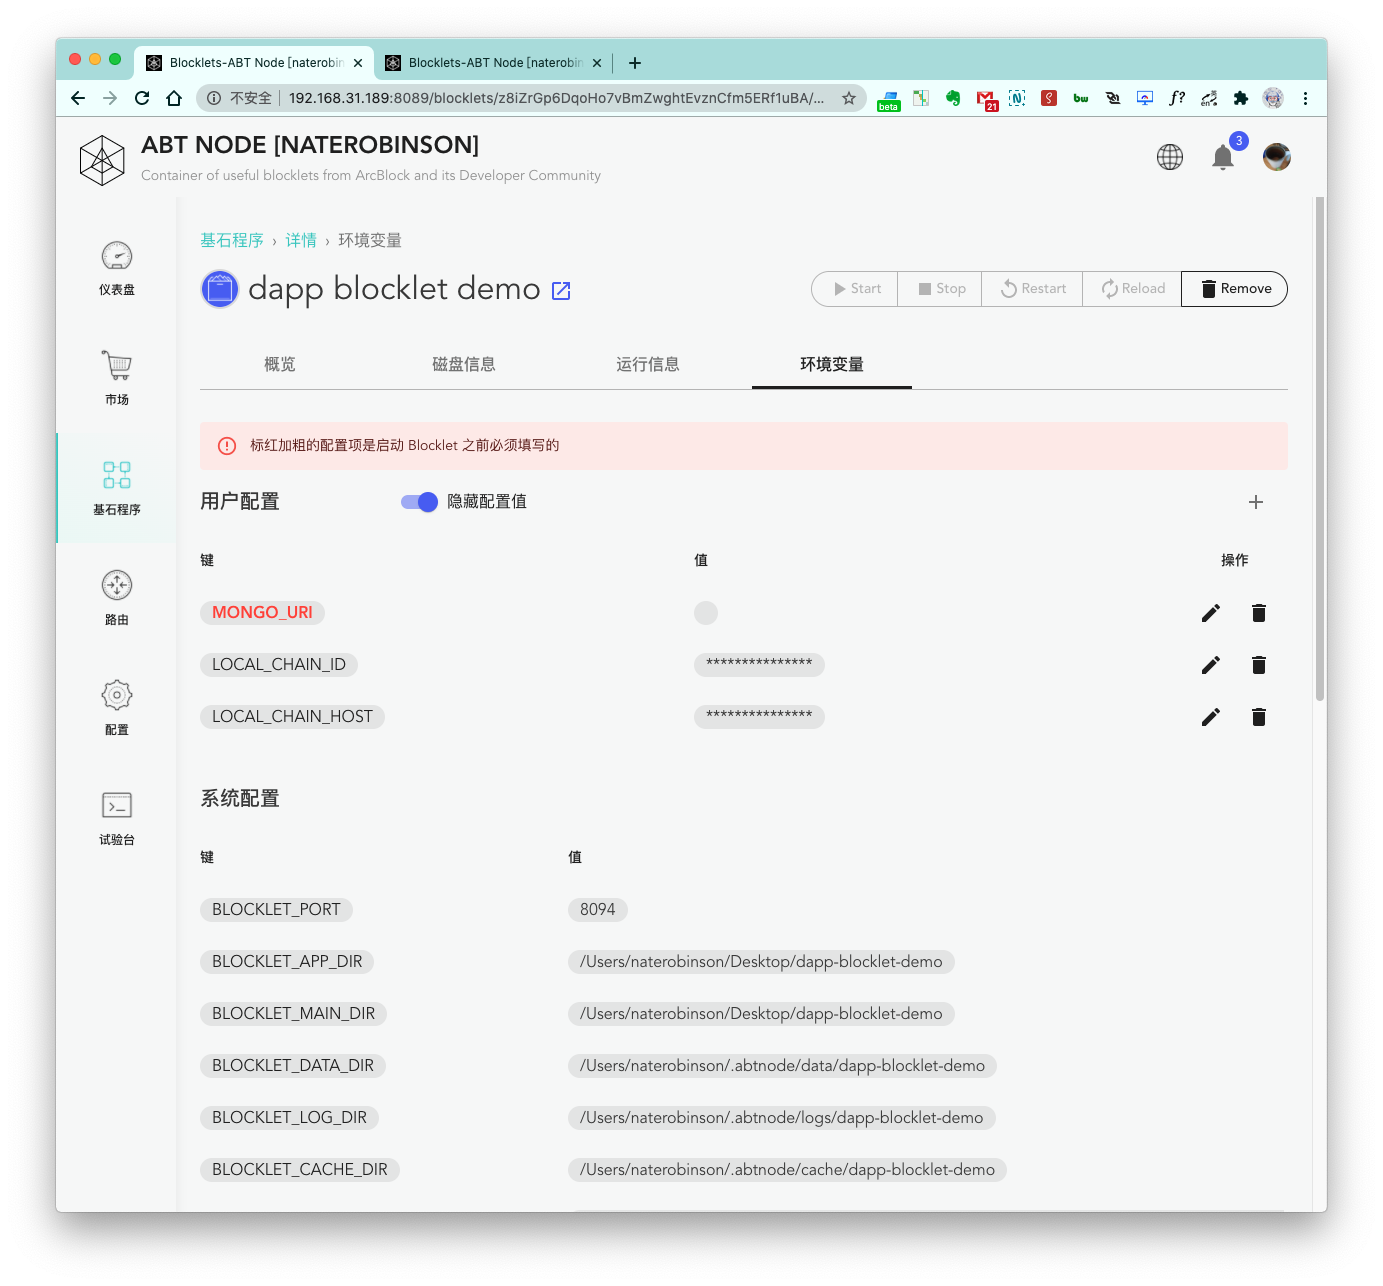 Blocklets-ABT Node [naterobin
Blocklets-ABT Node [naterobin
不安全 192.168.31.189:8089/blocklets/z8iZrGp6DqoHo7vBmZwghtEvznCfm5ERf1uBA/...
beta
21
bw
f?
en
ABT NODE [NATEROBINSON]
Container of useful blocklets from ArcBlock and its Developer Community
3
仪表盘
市场
基石程序
路由
配置
试验台
基石程序 › 详情 › 环境变量
dapp blocklet demo
Start Stop Restart Reload Remove
概览 磁盘信息 运行信息 环境变量
标红加粗的配置项是启动 Blocklet 之前必须填写的
用户配置 隐藏配置值
键 值 操作
MONGO_URI
LOCAL_CHAIN_ID ***************
LOCAL_CHAIN_HOST ***************
系统配置
键 值
BLOCKLET_PORT 8094
BLOCKLET_APP_DIR /Users/naterobinson/Desktop/dapp-blocklet-demo
BLOCKLET_MAIN_DIR /Users/naterobinson/Desktop/dapp-blocklet-demo
BLOCKLET_DATA_DIR /Users/naterobinson/.abtnode/data/dapp-blocklet-demo
BLOCKLET_LOG_DIR /Users/naterobinson/.abtnode/logs/dapp-blocklet-demo
BLOCKLET_CACHE_DIR /Users/naterobinson/.abtnode/cache/dapp-blocklet-demo